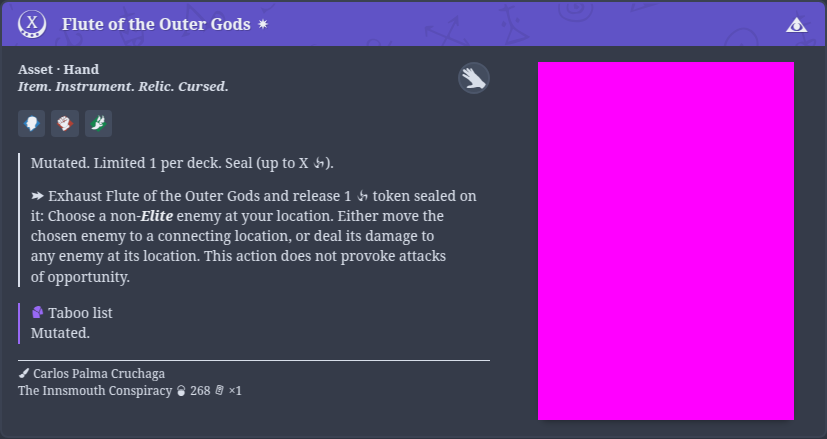 X Flute of the Outer Gods
Asset · Hand
Item. Instrument. Relic. Cursed.
Mutated. Limited 1 per deck. Seal (up to X ).
Exhaust Flute of the Outer Gods and release 1 token sealed on
it: Choose a non-Elite enemy at your location. Either move the
chosen enemy to a connecting location, or deal its damage to
any enemy at its location. This action does not provoke attacks
of opportunity.
Taboo list
Mutated.
Carlos Palma Cruchaga
The Innsmouth Conspiracy 268 ×1